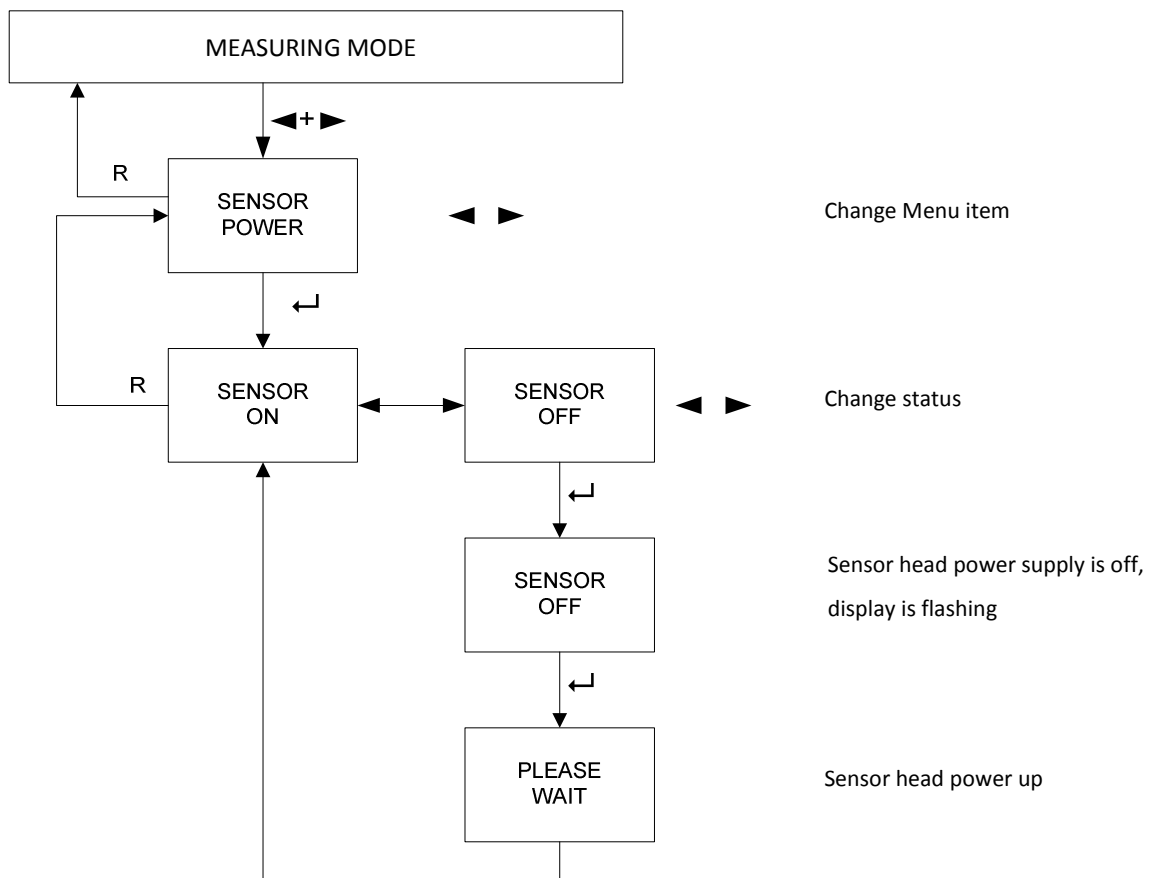 MEASURING MODE
◄+►
R
SENSOR
POWER
◄ ►
Change Menu item
↵
R
SENSOR
ON
SENSOR
OFF
◄ ►
Change status
↵
SENSOR
OFF
Sensor head power supply is off,
display is flashing
↵
PLEASE
WAIT
Sensor head power up